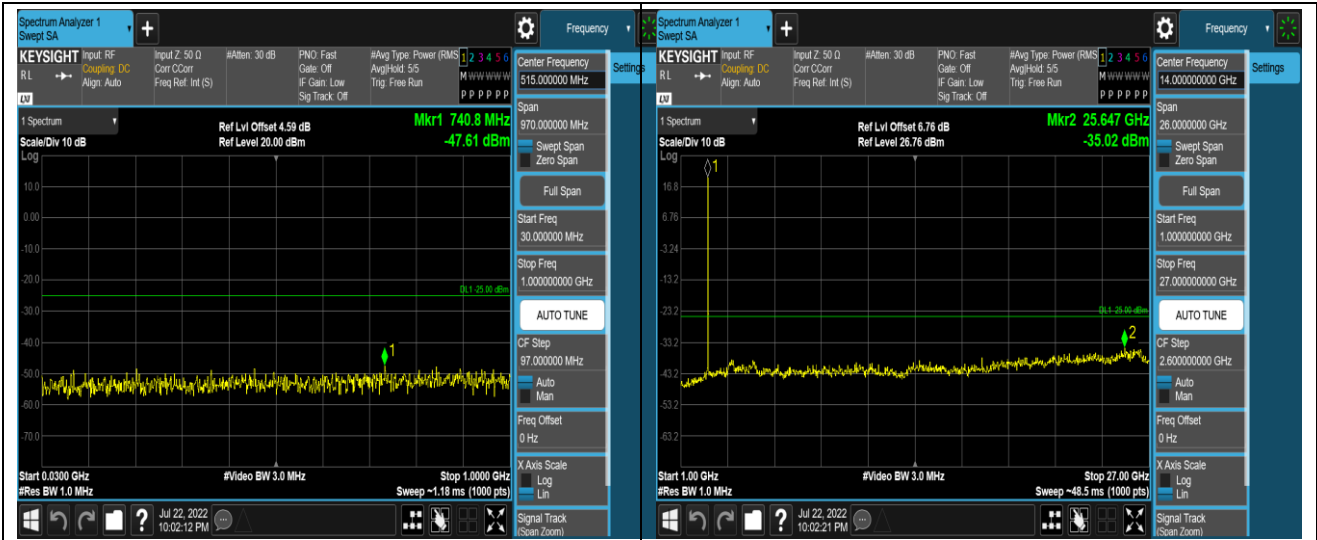 Spectrum Analyzer 1
Swept SA
+
Frequency
KEYSIGHT
RL
LXI
Input: RF
Coupling: DC
Align: Auto
Input Z: 50 Ω
Corr CCorr
Freq Ref: Int (S)
#Atten: 30 dB
PNO: Fast
Gate: Off
IF Gain: Low
Sig Track: Off
#Avg Type: Power (RMS
Avg|Hold: 5/5
Trig: Free Run
1 2 3 4 5 6
M W W W W W
P P P P P P
Center Frequency
515.000000 MHz
Settings
Span
970.000000 MHz
Swept Span
Zero Span
Full Span
Start Freq
30.000000 MHz
Stop Freq
1.000000000 GHz
AUTO TUNE
CF Step
97.000000 MHz
Auto
Man
Freq Offset
0 Hz
X Axis Scale
Log
Lin
Signal Track
(Span Zoom)
1 Spectrum
Scale/Div 10 dB
Log
Ref Lvl Offset 4.59 dB
Ref Level 20.00 dBm
Mkr1 740.8 MHz
-47.61 dBm
10.0
0.00
-10.0
-20.0
DL1 -25.00 dBm
-30.0
-40.0
1
-50.0
-60.0
-70.0
Start 0.0300 GHz
#Res BW 1.0 MHz
#Video BW 3.0 MHz
Stop 1.0000 GHz
Sweep ~1.18 ms (1000 pts)
?
Jul 22, 2022
10:02:12 PM
Spectrum Analyzer 1
Swept SA
+
Frequency
KEYSIGHT
RL
LXI
Input: RF
Coupling: DC
Align: Auto
Input Z: 50 Ω
Corr CCorr
Freq Ref: Int (S)
#Atten: 30 dB
PNO: Fast
Gate: Off
IF Gain: Low
Sig Track: Off
#Avg Type: Power (RMS
Avg|Hold: 5/5
Trig: Free Run
1 2 3 4 5 6
M W W W W W
P P P P P P
Center Frequency
14.000000000 GHz
Settings
Span
26.0000000 GHz
Swept Span
Zero Span
Full Span
Start Freq
1.000000000 GHz
Stop Freq
27.000000000 GHz
AUTO TUNE
CF Step
2.600000000 GHz
Auto
Man
Freq Offset
0 Hz
X Axis Scale
Log
Lin
Signal Track
(Span Zoom)
1 Spectrum
Scale/Div 10 dB
Log
Ref Lvl Offset 6.76 dB
Ref Level 26.76 dBm
Mkr2 25.647 GHz
-35.02 dBm
1
16.8
6.76
-3.24
-13.2
-23.2
DL1 -25.00 dBm
2
-33.2
-43.2
-53.2
-63.2
Start 1.00 GHz
#Res BW 1.0 MHz
#Video BW 3.0 MHz
Stop 27.00 GHz
Sweep ~48.5 ms (1000 pts)
?
Jul 22, 2022
10:02:21 PM